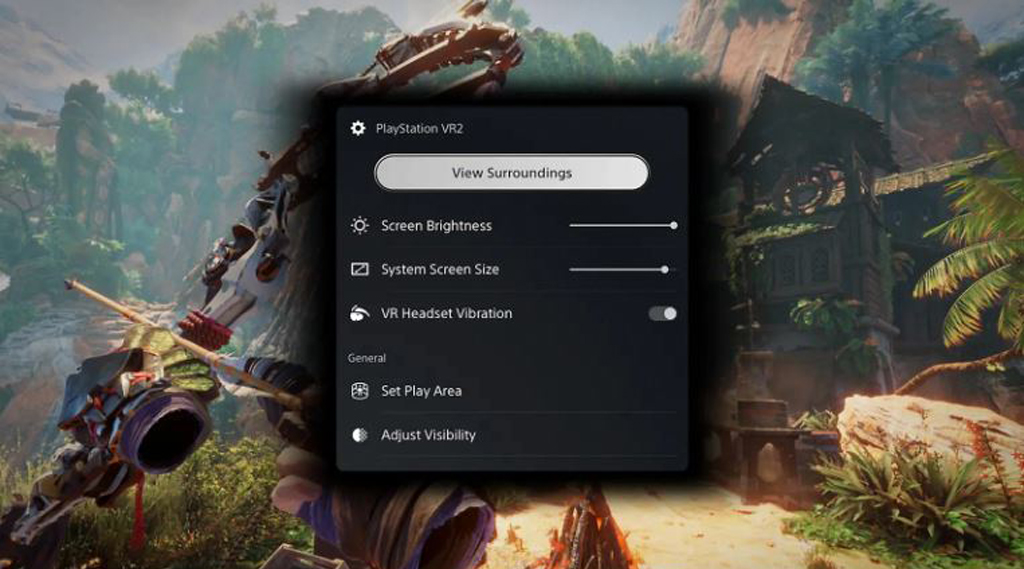 PlayStation VR2
View Surroundings
Screen Brightness
System Screen Size
VR Headset Vibration
General
Set Play Area
Adjust Visibility